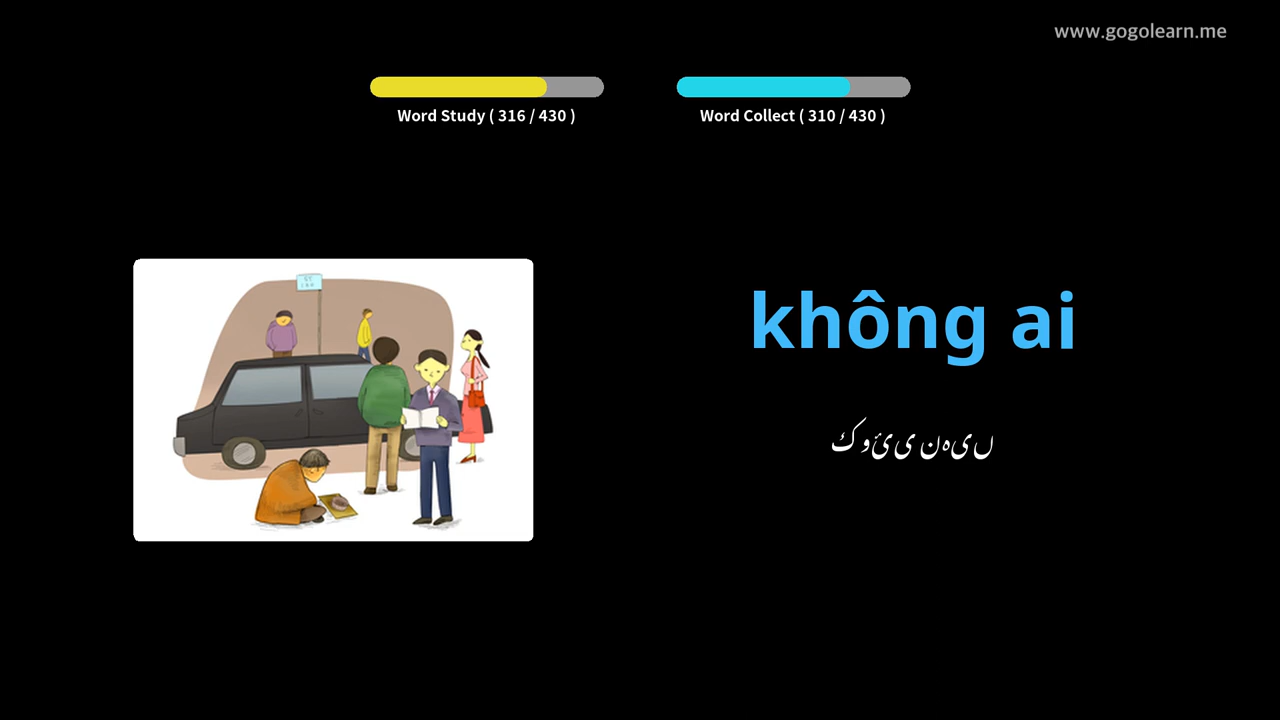 www.gogolearn.me
Word Study ( 316 / 430 )
Word Collect ( 310 / 430 )
không ai
کوئی نہیں